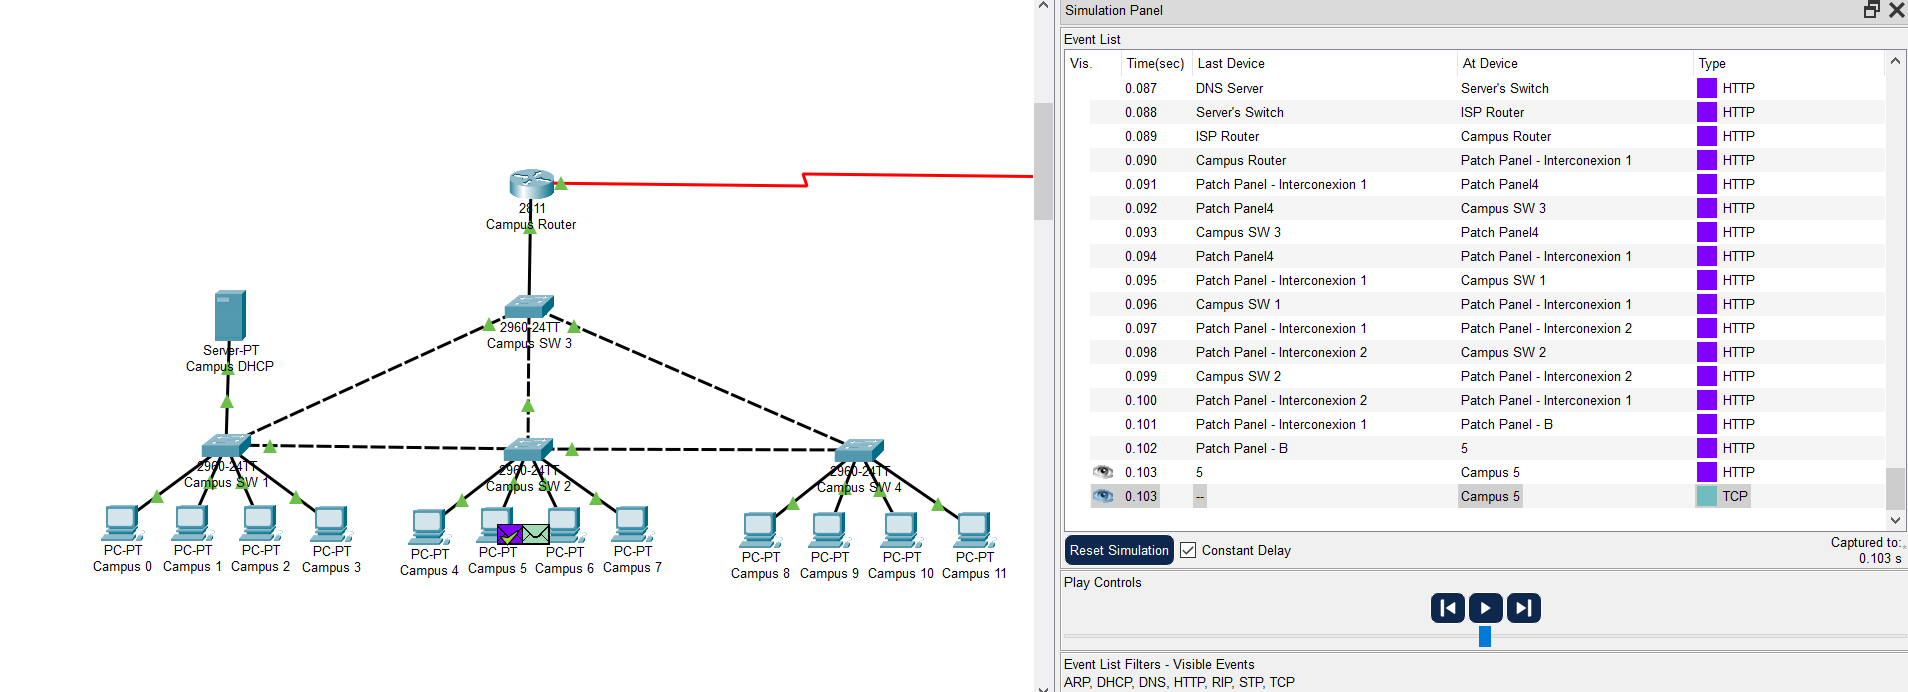 2811
Campus Router
2960-24TT
Campus SW 3
Server-PT
Campus DHCP
2960-24TT
Campus SW 1
2960-24TT
Campus SW 2
2960-24TT
Campus SW 4
PC-PT
Campus 0
PC-PT
Campus 1
PC-PT
Campus 2
PC-PT
Campus 3
PC-PT
Campus 4
PC-PT
Campus 5
PC-PT
Campus 6
PC-PT
Campus 7
PC-PT
Campus 8
PC-PT
Campus 9
PC-PT
Campus 10
PC-PT
Campus 11
Simulation Panel
Event List
Vis. Time(sec) Last Device At Device Type
0.087 DNS Server Server's Switch HTTP
0.088 Server's Switch ISP Router HTTP
0.089 ISP Router Campus Router HTTP
0.090 Campus Router Patch Panel - Interconexion 1 HTTP
0.091 Patch Panel - Interconexion 1 Patch Panel4 HTTP
0.092 Patch Panel4 Campus SW 3 HTTP
0.093 Campus SW 3 Patch Panel4 HTTP
0.094 Patch Panel4 Patch Panel - Interconexion 1 HTTP
0.095 Patch Panel - Interconexion 1 Campus SW 1 HTTP
0.096 Campus SW 1 Patch Panel - Interconexion 1 HTTP
0.097 Patch Panel - Interconexion 1 Patch Panel - Interconexion 2 HTTP
0.098 Patch Panel - Interconexion 2 Campus SW 2 HTTP
0.099 Campus SW 2 Patch Panel - Interconexion 2 HTTP
0.100 Patch Panel - Interconexion 2 Patch Panel - Interconexion 1 HTTP
0.101 Patch Panel - Interconexion 1 Patch Panel - B HTTP
0.102 Patch Panel - B 5 HTTP
0.103 5 Campus 5 HTTP
0.103 -- Campus 5 TCP
Reset Simulation Constant Delay
Captured to:
0.103 s
Play Controls
Event List Filters - Visible Events
ARP, DHCP, DNS, HTTP, RIP, STP, TCP